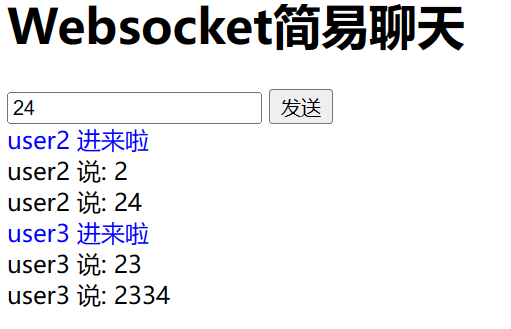 Websocket简易聊天
24 发送
user2 进来啦
user2 说: 2
user2 说: 24
user3 进来啦
user3 说: 23
user3 说: 2334